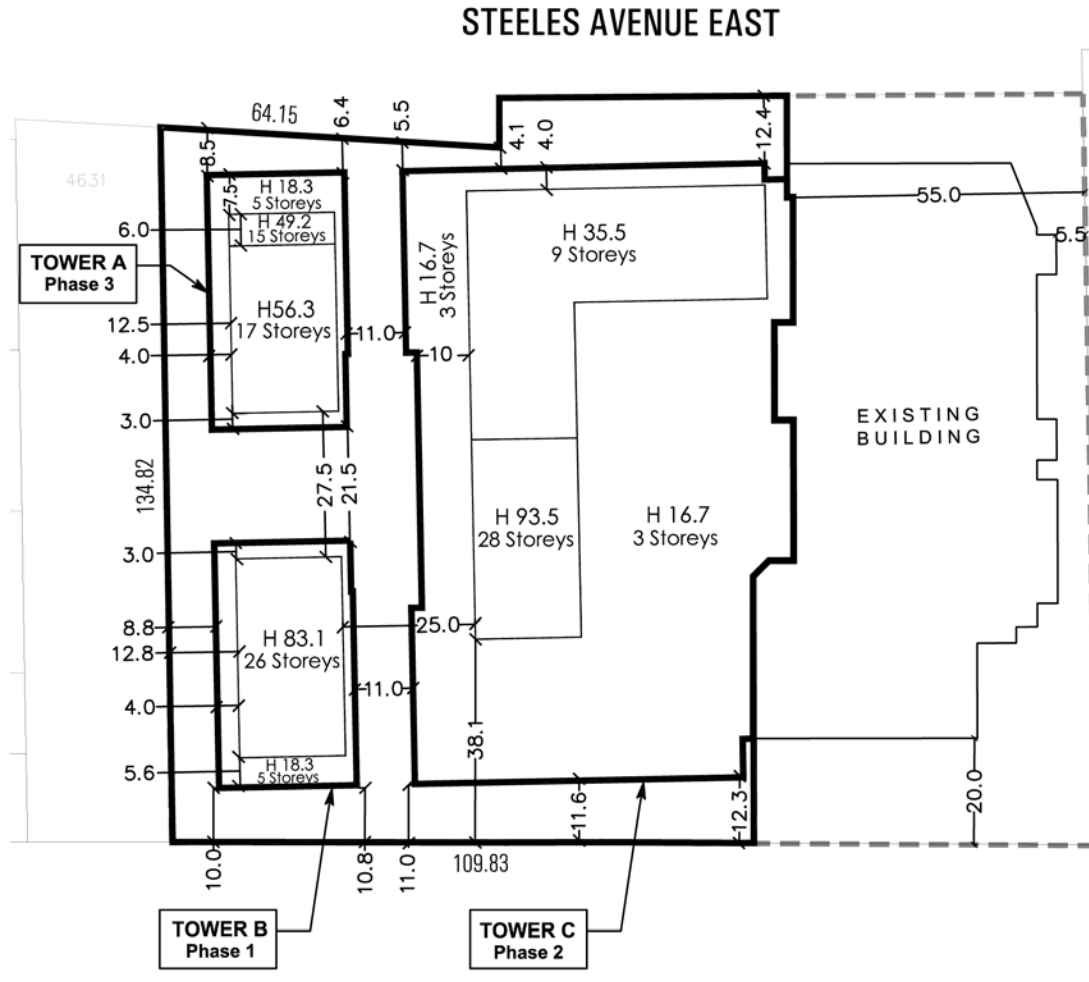 STEELES AVENUE EAST
64.15
6.4
5.5
4.1
4.0
12.4
8.5
7.5
4631
H 18.3
5 Storeys
H 49.2
15 Storeys
6.0
55.0
5.5
H 35.5
9 Storeys
H 16.7
3 Storeys
TOWER A
Phase 3
H56.3
17 Storeys
12.5
4.0
3.0
11.0
10
EXISTING
BUILDING
134.82
27.5
21.5
H 93.5
28 Storeys
H 16.7
3 Storeys
3.0
8.8
12.8
4.0
5.6
H 83.1
26 Storeys
25.0
11.0
38.1
H 18.3
5 Storeys
11.6
12.3
20.0
10.0
10.8
11.0
109.83
TOWER B
Phase 1
TOWER C
Phase 2